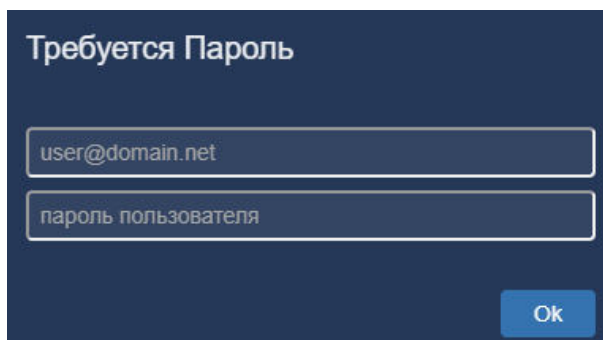 Требуется Пароль
user@domain.net
пароль пользователя
Ok